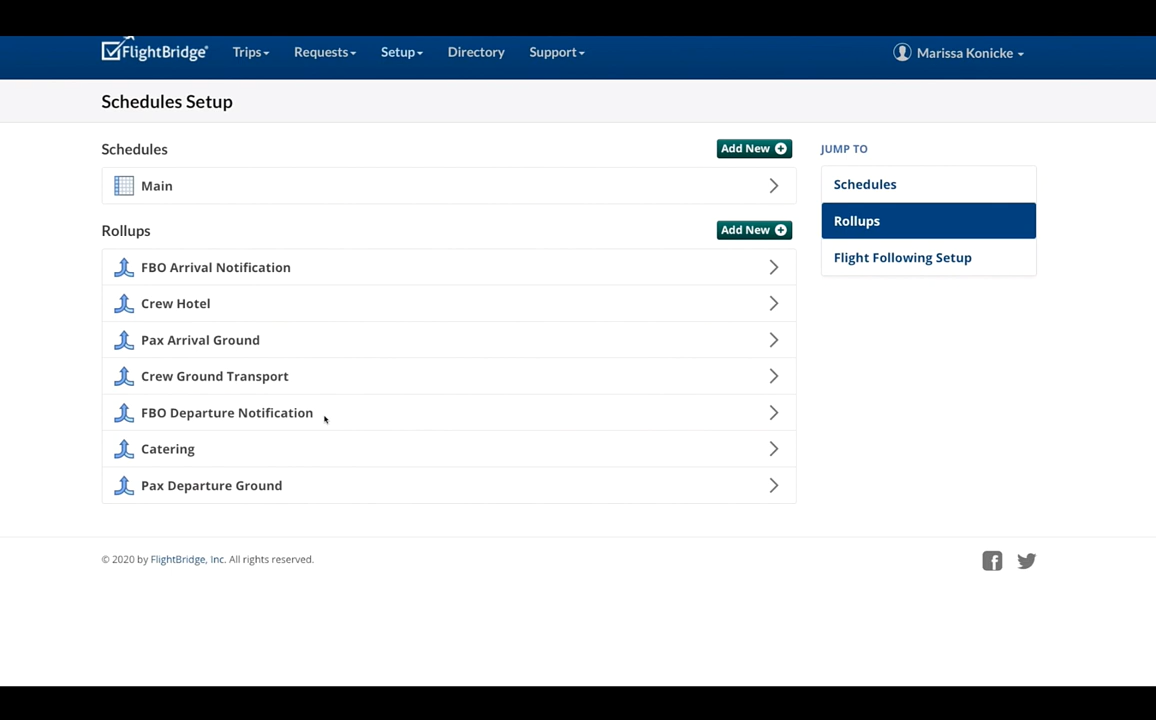 FlightBridge Trips Requests Setup Directory Support Marissa Konicke
Schedules Setup
Schedules Add New
Main
Rollups Add New
FBO Arrival Notification
Crew Hotel
Pax Arrival Ground
Crew Ground Transport
FBO Departure Notification
Catering
Pax Departure Ground
JUMP TO
Schedules
Rollups
Flight Following Setup
© 2020 by FlightBridge, Inc. All rights reserved.